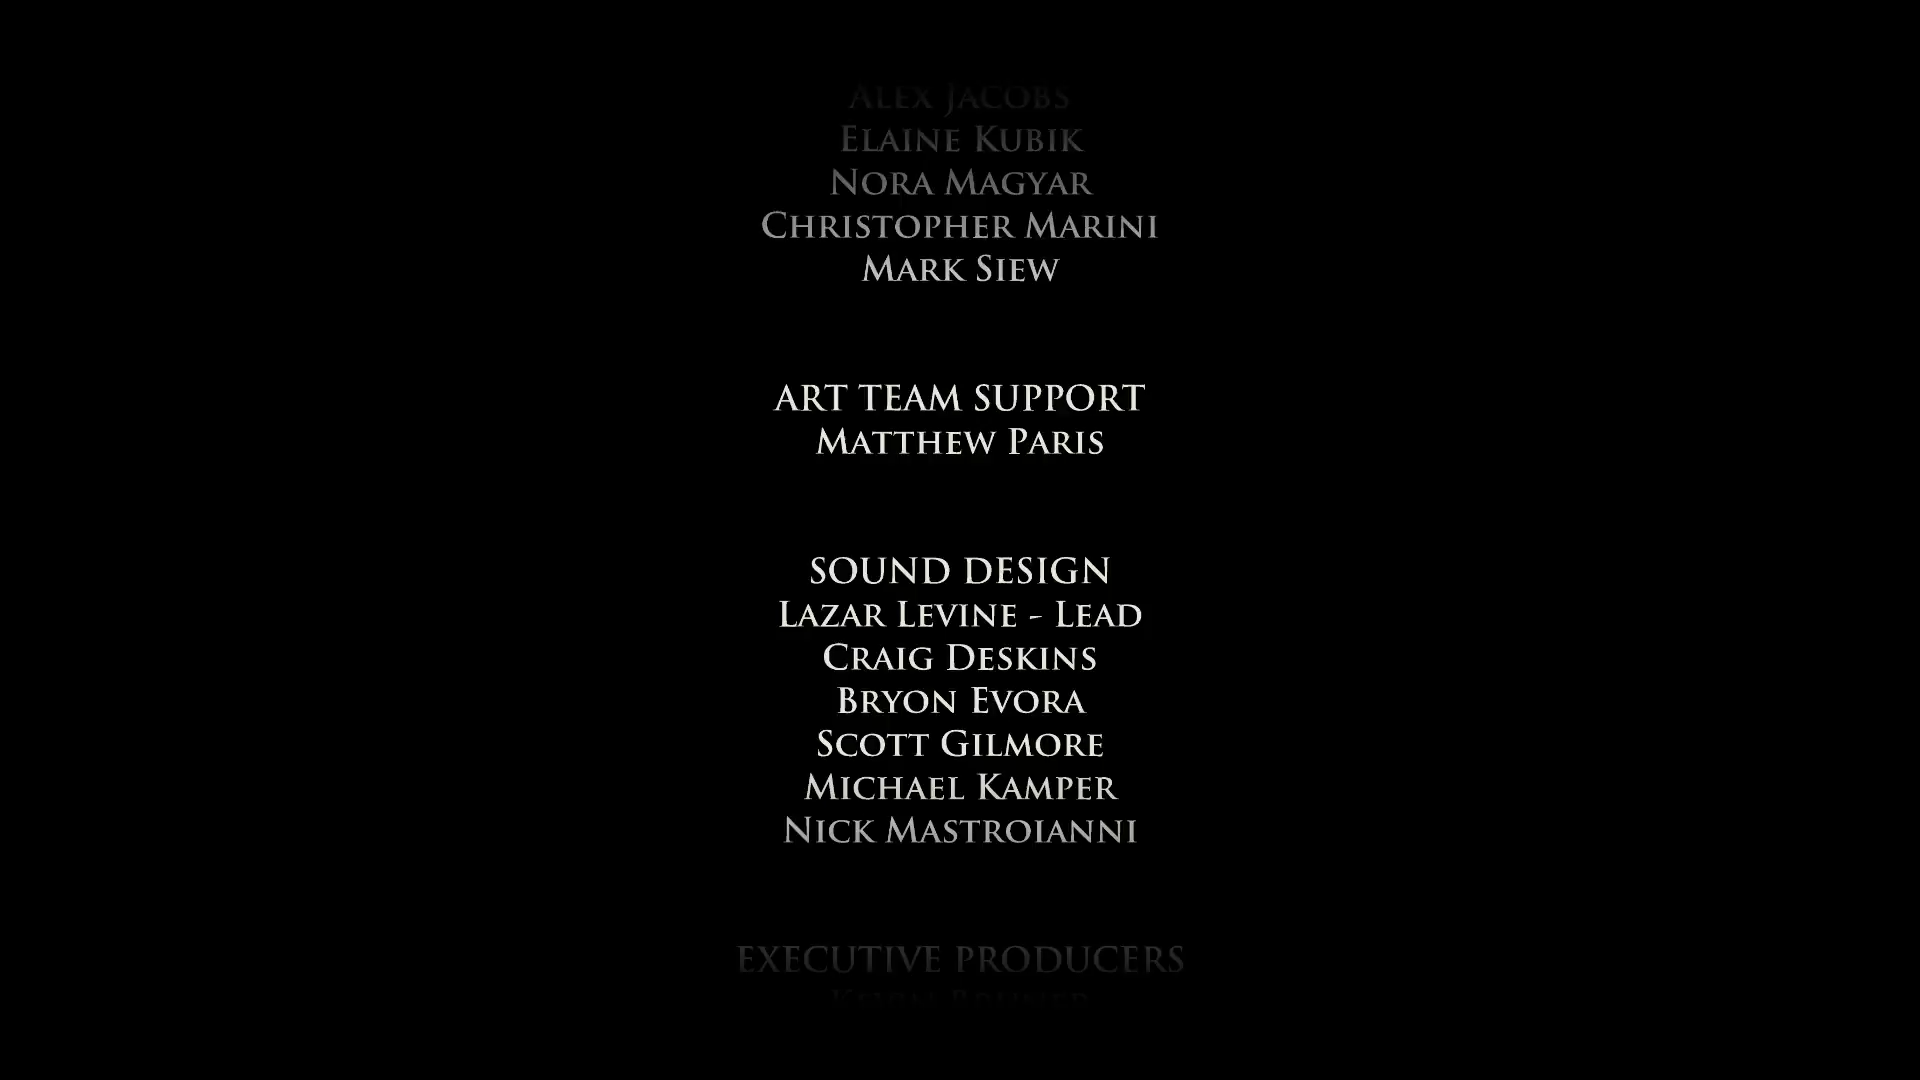 Alex Jacobs
Elaine Kubik
Nora Magyar
Christopher Marini
Mark Siew
ART TEAM SUPPORT
Matthew Paris
SOUND DESIGN
Lazar Levine - Lead
Craig Deskins
Bryon Evora
Scott Gilmore
Michael Kamper
Nick Mastroianni
EXECUTIVE PRODUCERS